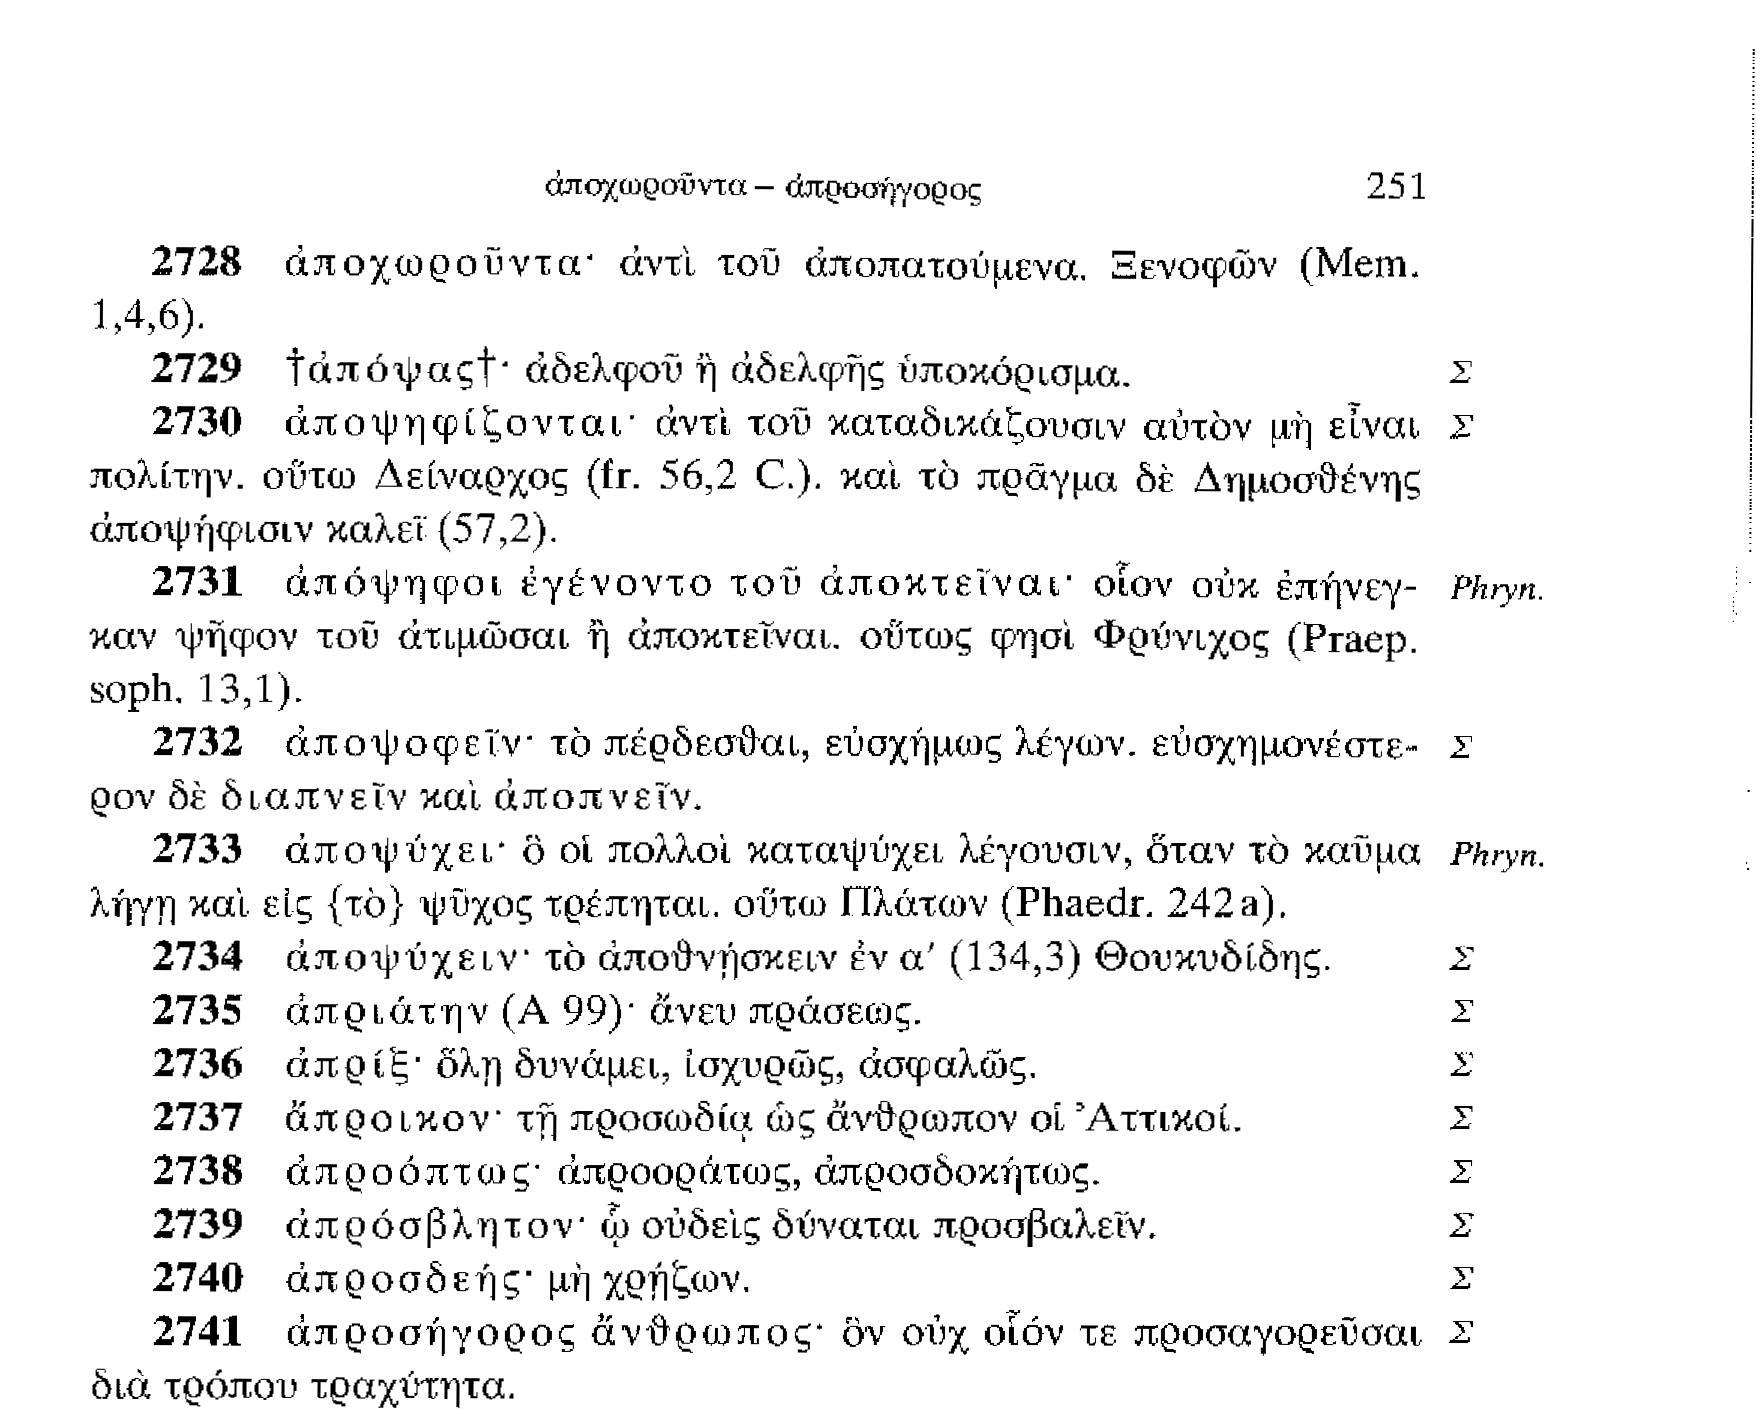 ἀποχωροῦντα – ἀπροσήγορος 251
2728 ἀποχωροῦντα· ἀντὶ τοῦ ἀποπατούμενα. Ξενοφῶν (Mem.
1,4,6).
2729 †ἀπόψας†· ἀδελφοῦ ἢ ἀδελφῆς ὑποκόρισμα. Σ
2730 ἀποψηφίζονται· ἀντὶ τοῦ καταδικάζουσιν αὐτὸν μὴ εἶναι Σ
πολίτην. οὕτω Δείναρχος (fr. 56,2 C.). καὶ τὸ πρᾶγμα δὲ Δημοσθένης
ἀποψήφισιν καλεῖ (57,2).
2731 ἀπόψηφοι ἐγένοντο τοῦ ἀποκτεῖναι· οἷον οὐκ ἐπήνεγ- Phryn.
καν ψῆφον τοῦ ἀτιμῶσαι ἢ ἀποκτεῖναι. οὕτως φησὶ Φρύνιχος (Praep.
soph. 13,1).
2732 ἀποψοφεῖν· τὸ πέρδεσθαι, εὐσχήμως λέγων. εὐσχημονέστε- Σ
ρον δὲ διαπνεῖν καὶ ἀποπνεῖν.
2733 ἀποψύχει· ὃ οἱ πολλοὶ καταψύχει λέγουσιν, ὅταν τὸ καῦμα Phryn.
λήγῃ καὶ εἰς {τὸ} ψῦχος τρέπηται. οὕτω Πλάτων (Phaedr. 242 a).
2734 ἀποψύχειν· τὸ ἀποθνῄσκειν ἐν α′ (134,3) Θουκυδίδης. Σ
2735 ἀπριάτην (Α 99)· ἄνευ πράσεως. Σ
2736 ἀπρίξ· ὅλῃ δυνάμει, ἰσχυρῶς, ἀσφαλῶς. Σ
2737 ἄπροικον· τῇ προσωδίᾳ ὡς ἄνθρωπον οἱ Ἀττικοί. Σ
2738 ἀπροόπτως· ἀπροοράτως, ἀπροσδοκήτως. Σ
2739 ἀπρόσβλητον· ᾧ οὐδεὶς δύναται προσβαλεῖν. Σ
2740 ἀπροσδεής· μὴ χρῄζων. Σ
2741 ἀπροσήγορος ἄνθρωπος· ὃν οὐχ οἷόν τε προσαγορεῦσαι Σ
διὰ τρόπου τραχύτητα.